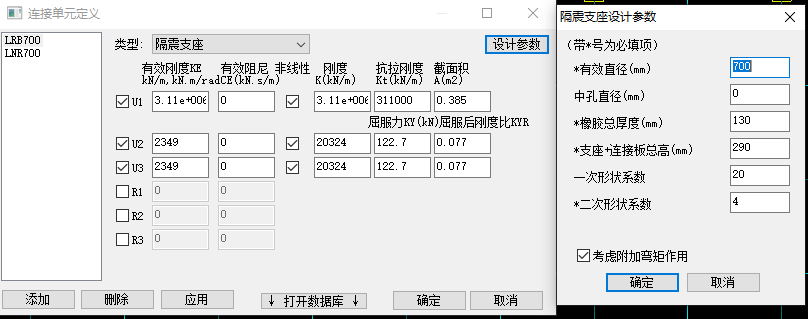 连接单元定义
LRB700
LNR700
类型: 隔震支座 设计参数
有效刚度KE 有效阻尼 非线性 刚度 抗拉刚度 截面积
kN/m,kN.m/radCE(kN.s/m) K(kN/m) Kt(kN/m) A(m2)
U1 3.11e+006 0 3.11e+006 311000 0.385
屈服力KY(kN)屈服后刚度比KYR
U2 2349 0 20324 122.7 0.077
U3 2349 0 20324 122.7 0.077
R1 0 0
R2 0 0
R3 0 0
添加 删除 应用 ↓ 打开数据库 ↓ 确定 取消
隔震支座设计参数
(带*号为必填项)
*有效直径(mm) 700
中孔直径(mm) 0
*橡胶总厚度(mm) 130
*支座+连接板总高(mm) 290
一次形状系数 20
*二次形状系数 4
考虑附加弯矩作用
确定 取消